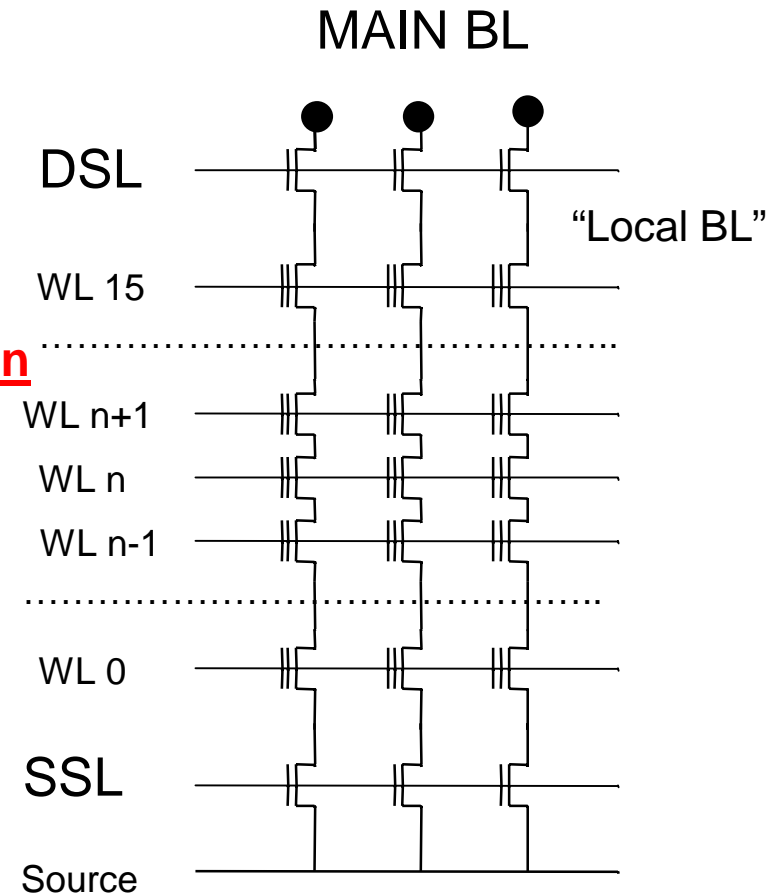 MAIN BL
DSL
“Local BL”
WL 15
n
WL n+1
WL n
WL n-1
WL 0
SSL
Source